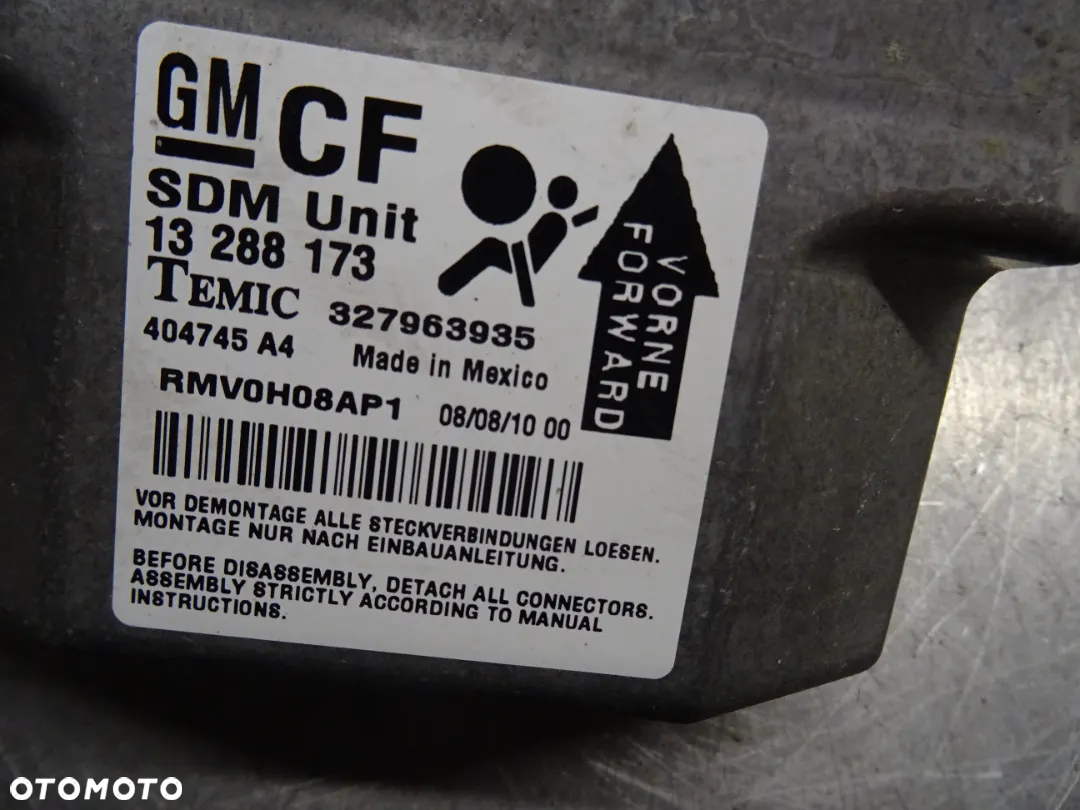 GM CF
SDM Unit
13 288 173
TEMIC 327963935
404745 A4 Made in Mexico
RMV0H08AP1 08/08/10 00
VORNE
FORWARD
VOR DEMONTAGE ALLE STECKVERBINDUNGEN LOESEN.
MONTAGE NUR NACH EINBAUANLEITUNG.
BEFORE DISASSEMBLY, DETACH ALL CONNECTORS.
ASSEMBLY STRICTLY ACCORDING TO MANUAL
INSTRUCTIONS.
OTOMOTO